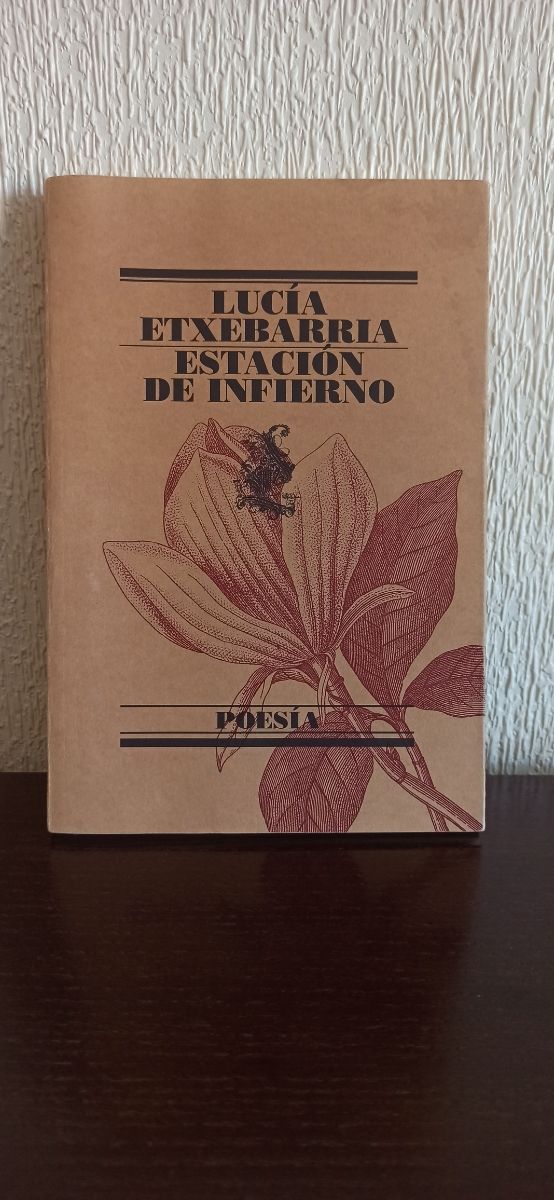 LUCÍA
ETXEBARRIA
ESTACIÓN
DE INFIERNO
POESÍA